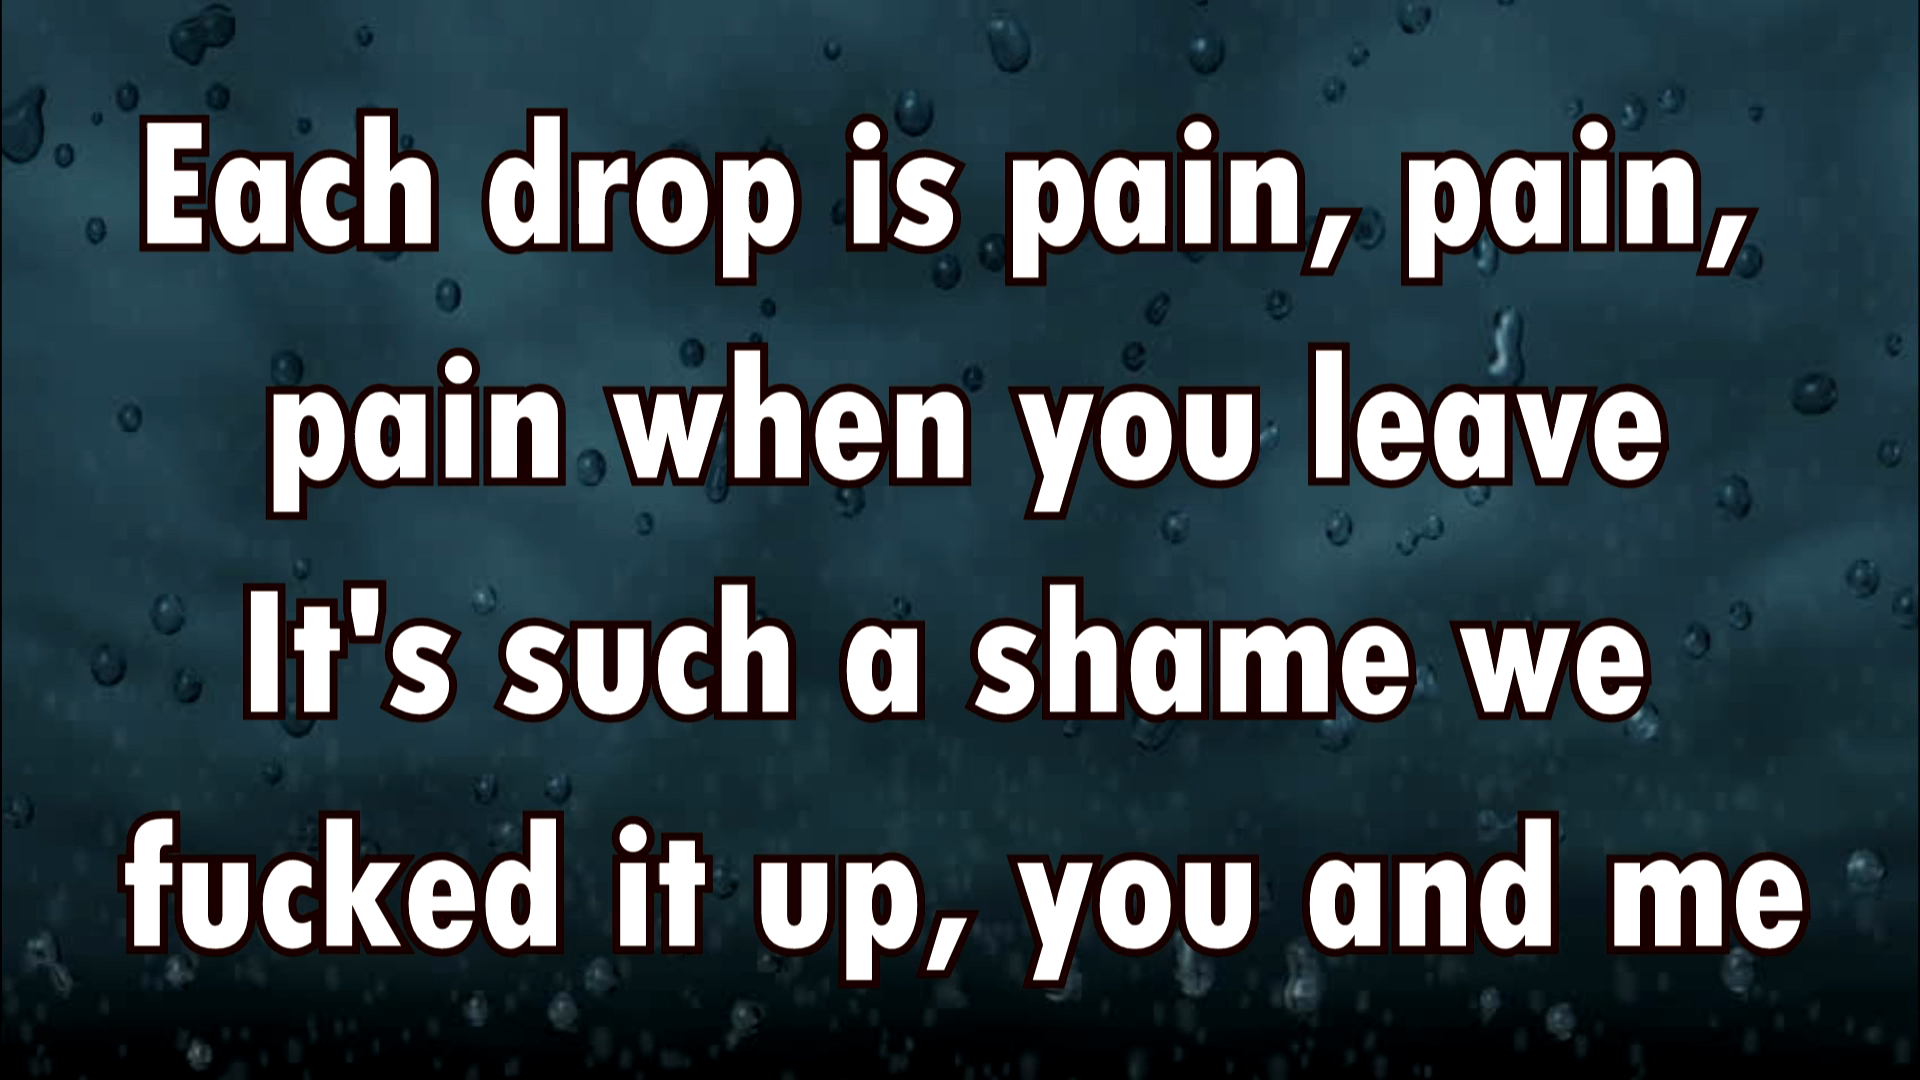 Each drop is pain, pain,
pain when you leave
It's such a shame we
fucked it up, you and me